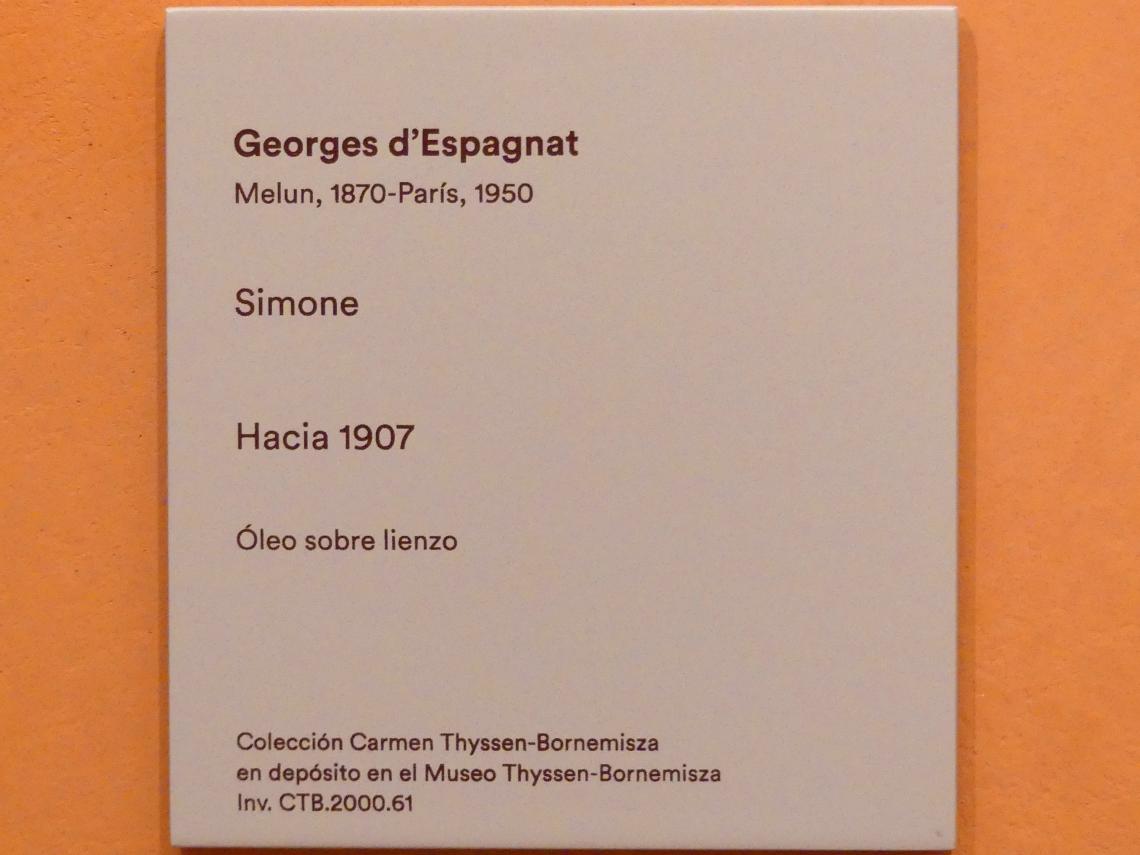 Georges d’Espagnat
Melun, 1870-París, 1950
Simone
Hacia 1907
Óleo sobre lienzo
Colección Carmen Thyssen-Bornemisza
en depósito en el Museo Thyssen-Bornemisza
Inv. CTB.2000.61